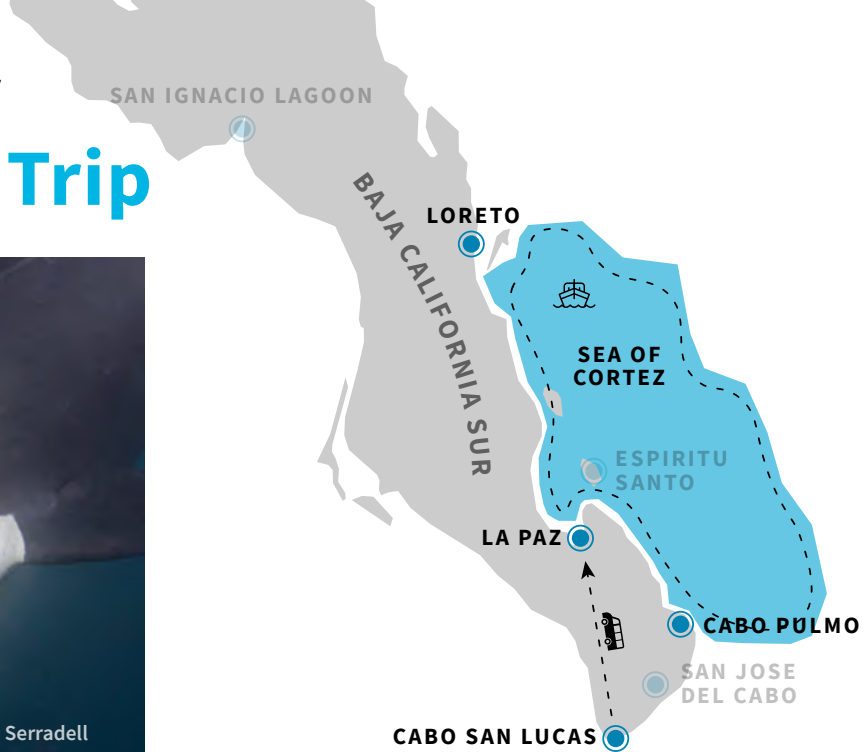 SAN IGNACIO LAGOON
Trip
BAJA CALIFORNIA SUR
LORETO
SEA OF
CORTEZ
ESPIRITU
SANTO
LA PAZ
CABO PULMO
SAN JOSE
DEL CABO
CABO SAN LUCAS
Serradell